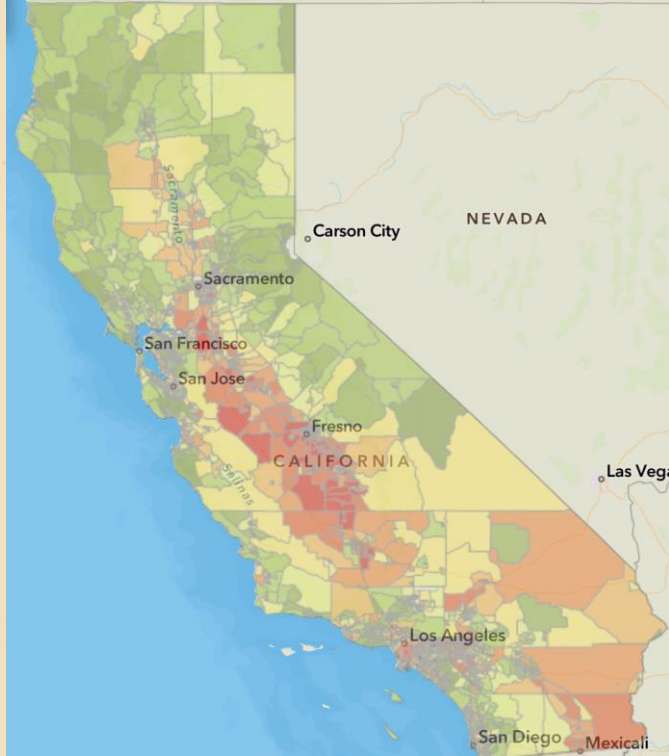 Sacramento
Carson City
NEVADA
Sacramento
San Francisco
San Jose
Fresno
CALIFORNIA
Las Vega
Salinas
Los Angeles
San Diego
Mexicali